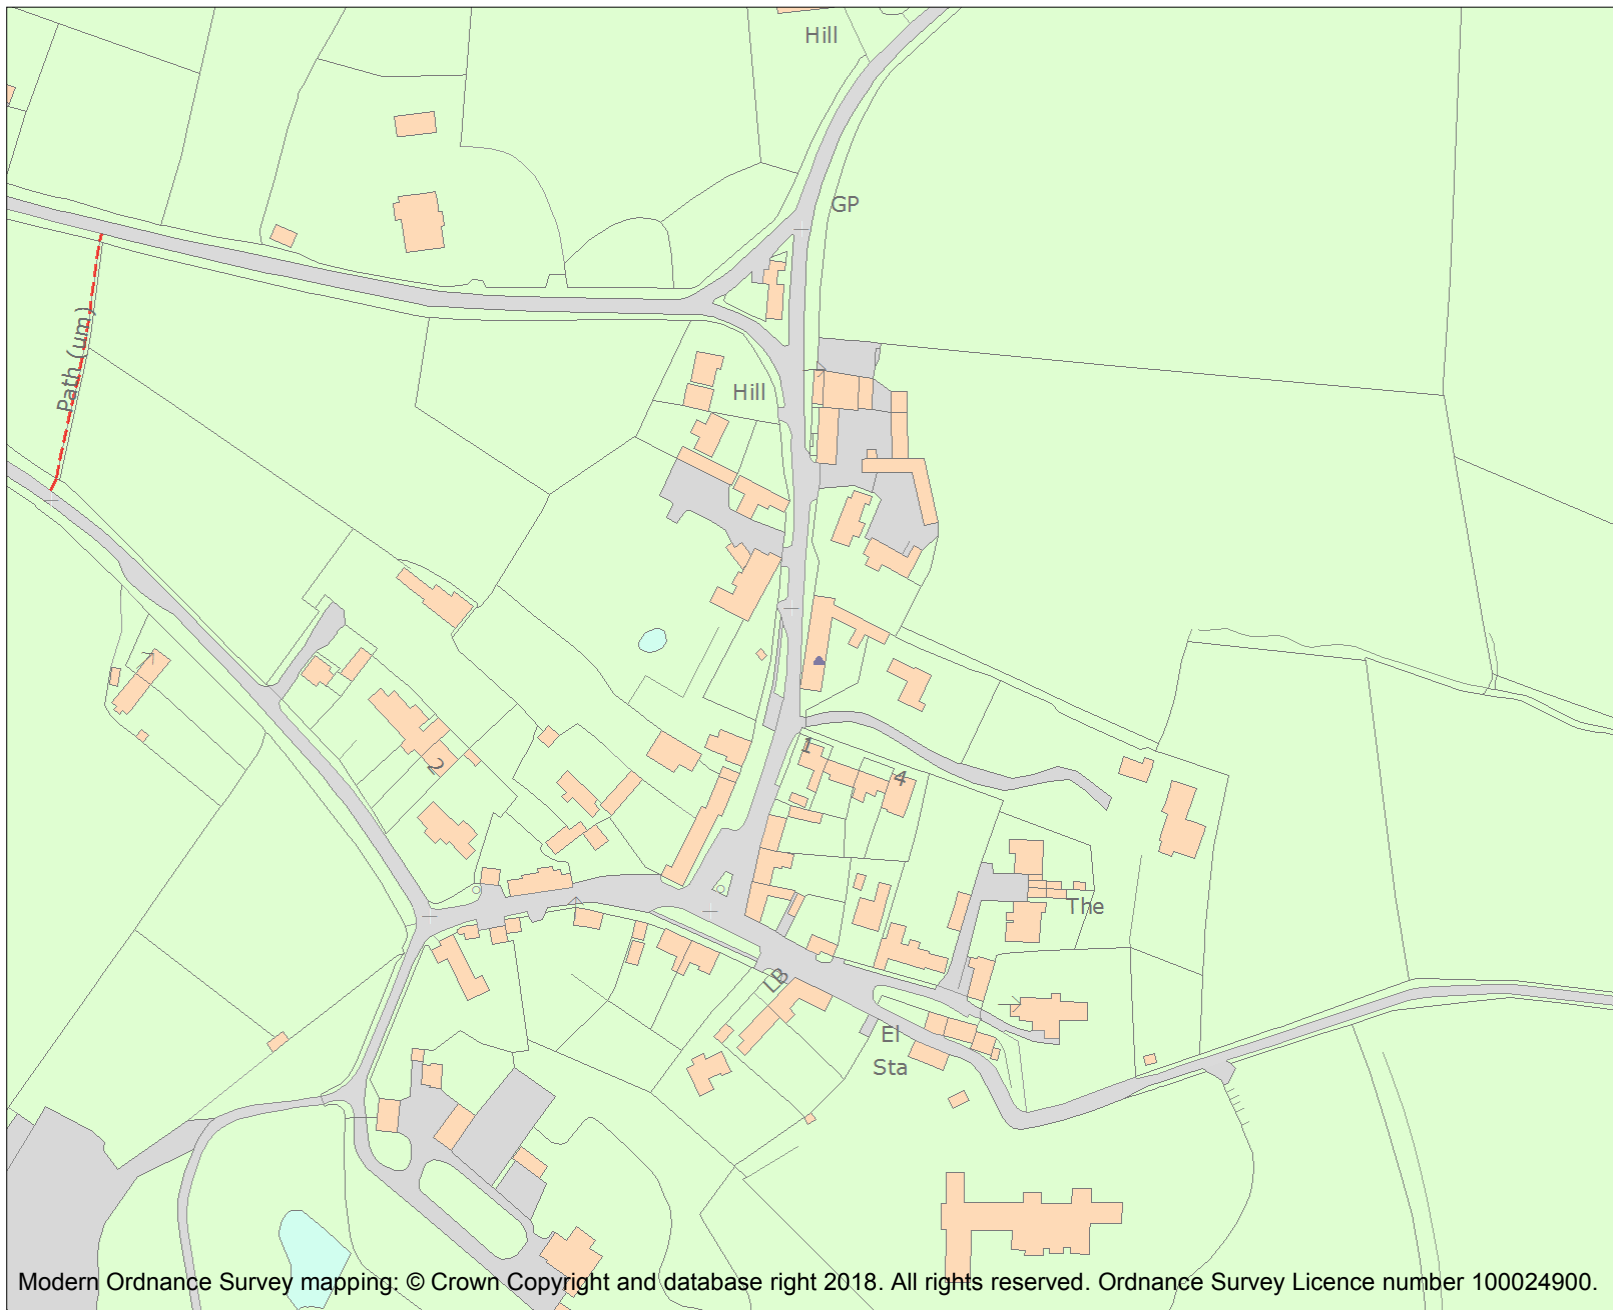 Hill
GP
Path (um)
Hill
2
1
4
The
LB
El
Sta
Modern Ordnance Survey mapping: © Crown Copyright and database right 2018. All rights reserved. Ordnance Survey Licence number 100024900.